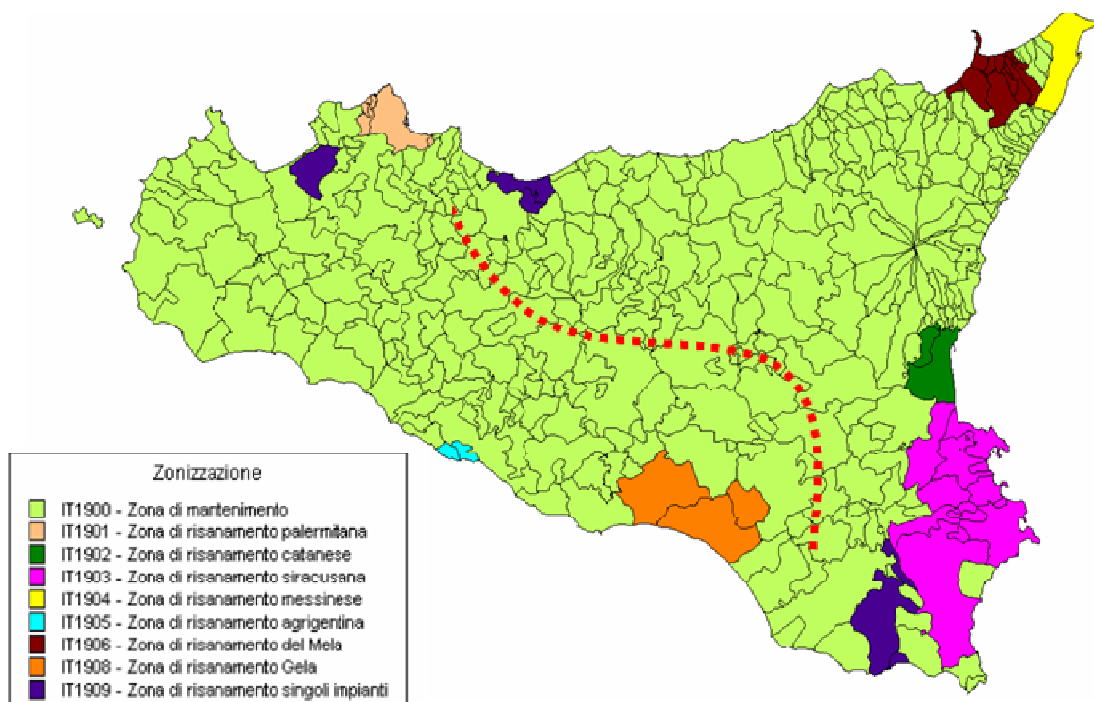 Zonizzazione
IT1900 - Zona di mantenimento
IT1901 - Zona di risanamento palermitana
IT1902 - Zona di risanamento catanese
IT1903 - Zona di risanamento siracusana
IT1904 - Zona di risanamento messinese
IT1905 - Zona di risanamento agrigentina
IT1906 - Zona di risanamento del Mela
IT1908 - Zona di risanamento Gela
IT1909 - Zona di risanamento singoli impianti